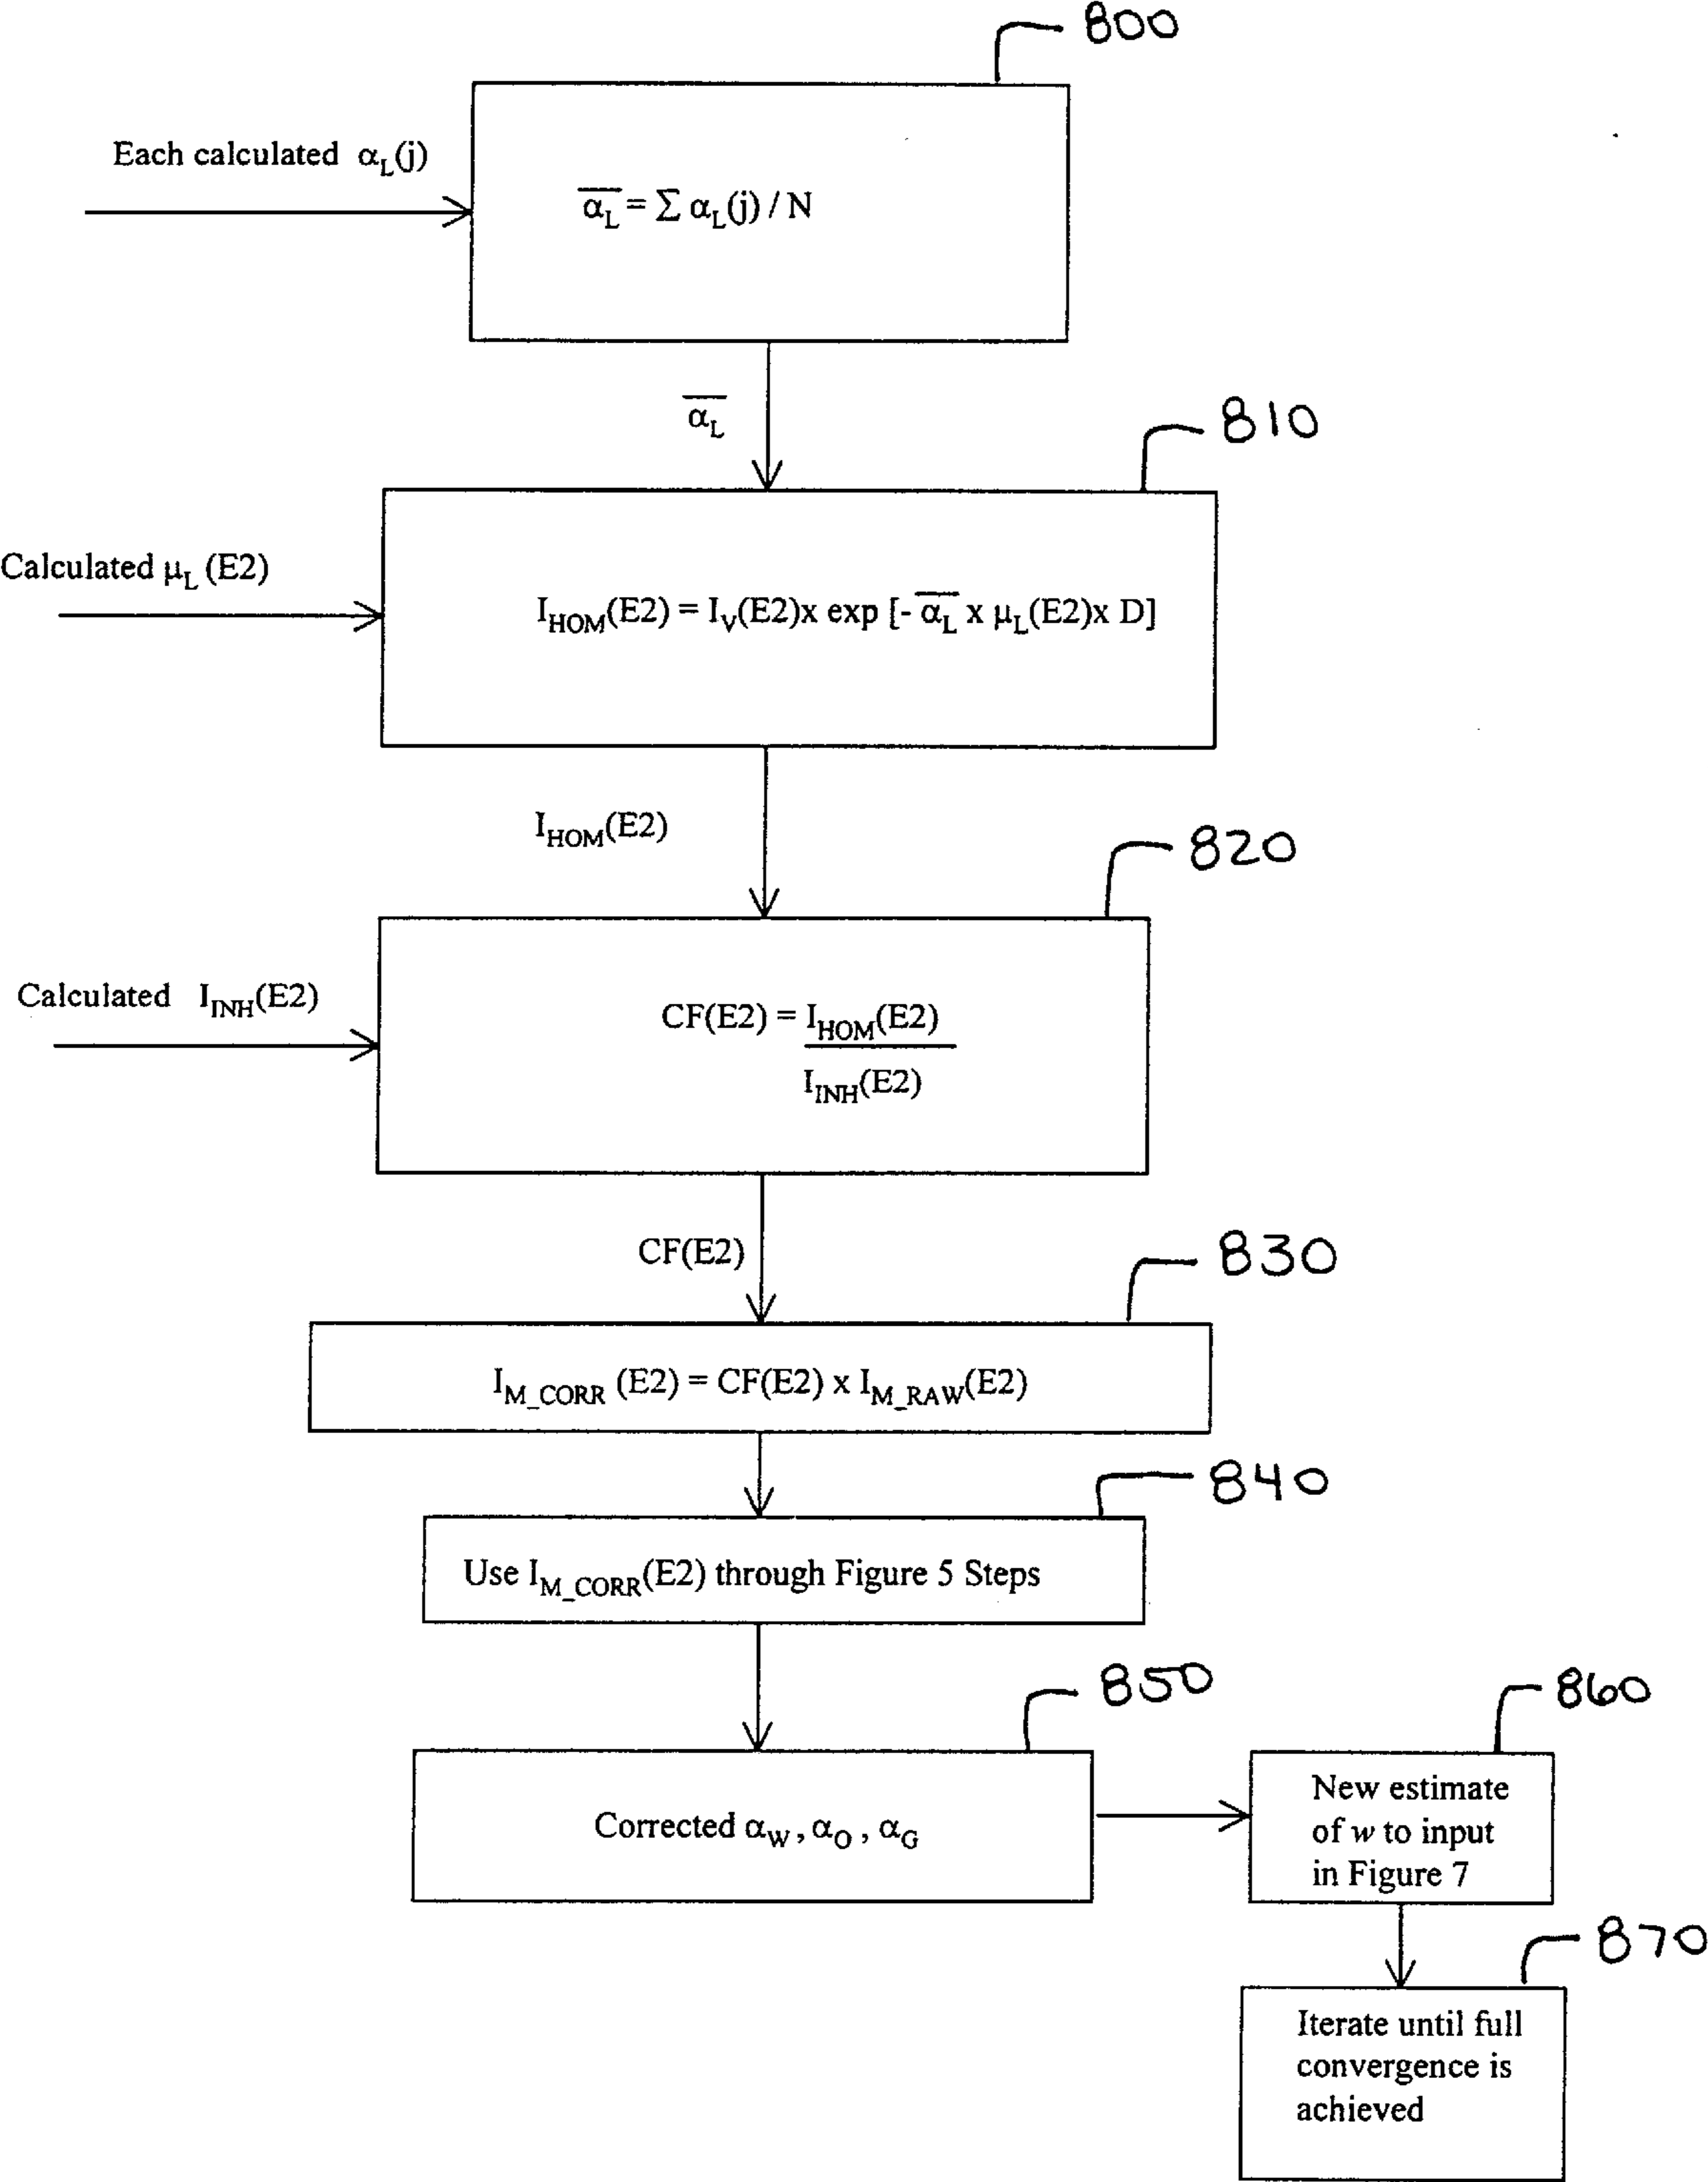 800
Each calculated α_L(j)
α_L = Σ α_L(j) / N
α_L
810
Calculated μ_L (E2)
I_HOM(E2) = I_V(E2)x exp [- α_L x μ_L(E2)x D]
I_HOM(E2)
820
Calculated I_INH(E2)
CF(E2) = I_HOM(E2)
I_INH(E2)
CF(E2)
830
I_M_CORR (E2) = CF(E2) x I_M_RAW(E2)
840
Use I_M_CORR(E2) through Figure 5 Steps
850
860
Corrected α_W , α_O , α_G
New estimate
of w to input
in Figure 7
870
Iterate until full
convergence is
achieved